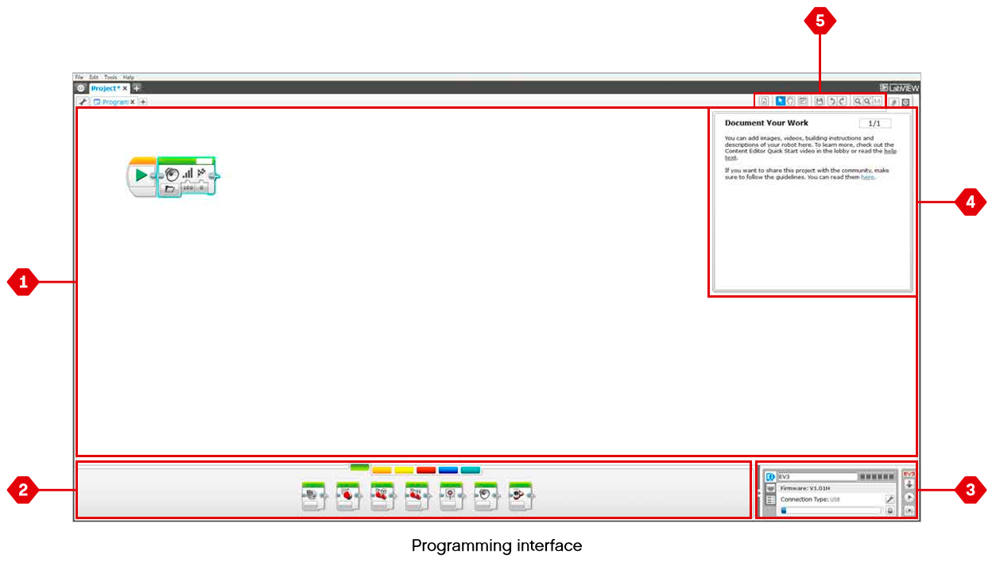 5
File Edit Tools Help
Project* X +
LabVIEW
Program X +
Document Your Work 1/1
You can add images, videos, building instructions and
descriptions of your robot here. To learn more, check out the
Content Editor Quick Start video in the lobby or read the help
text.
If you want to share this project with the community, make
sure to follow the guidelines. You can read them here.
100 0
4
1
2
EV3 EV3
Firmware: V1.01H
Connection Type: USB
3
Programming interface